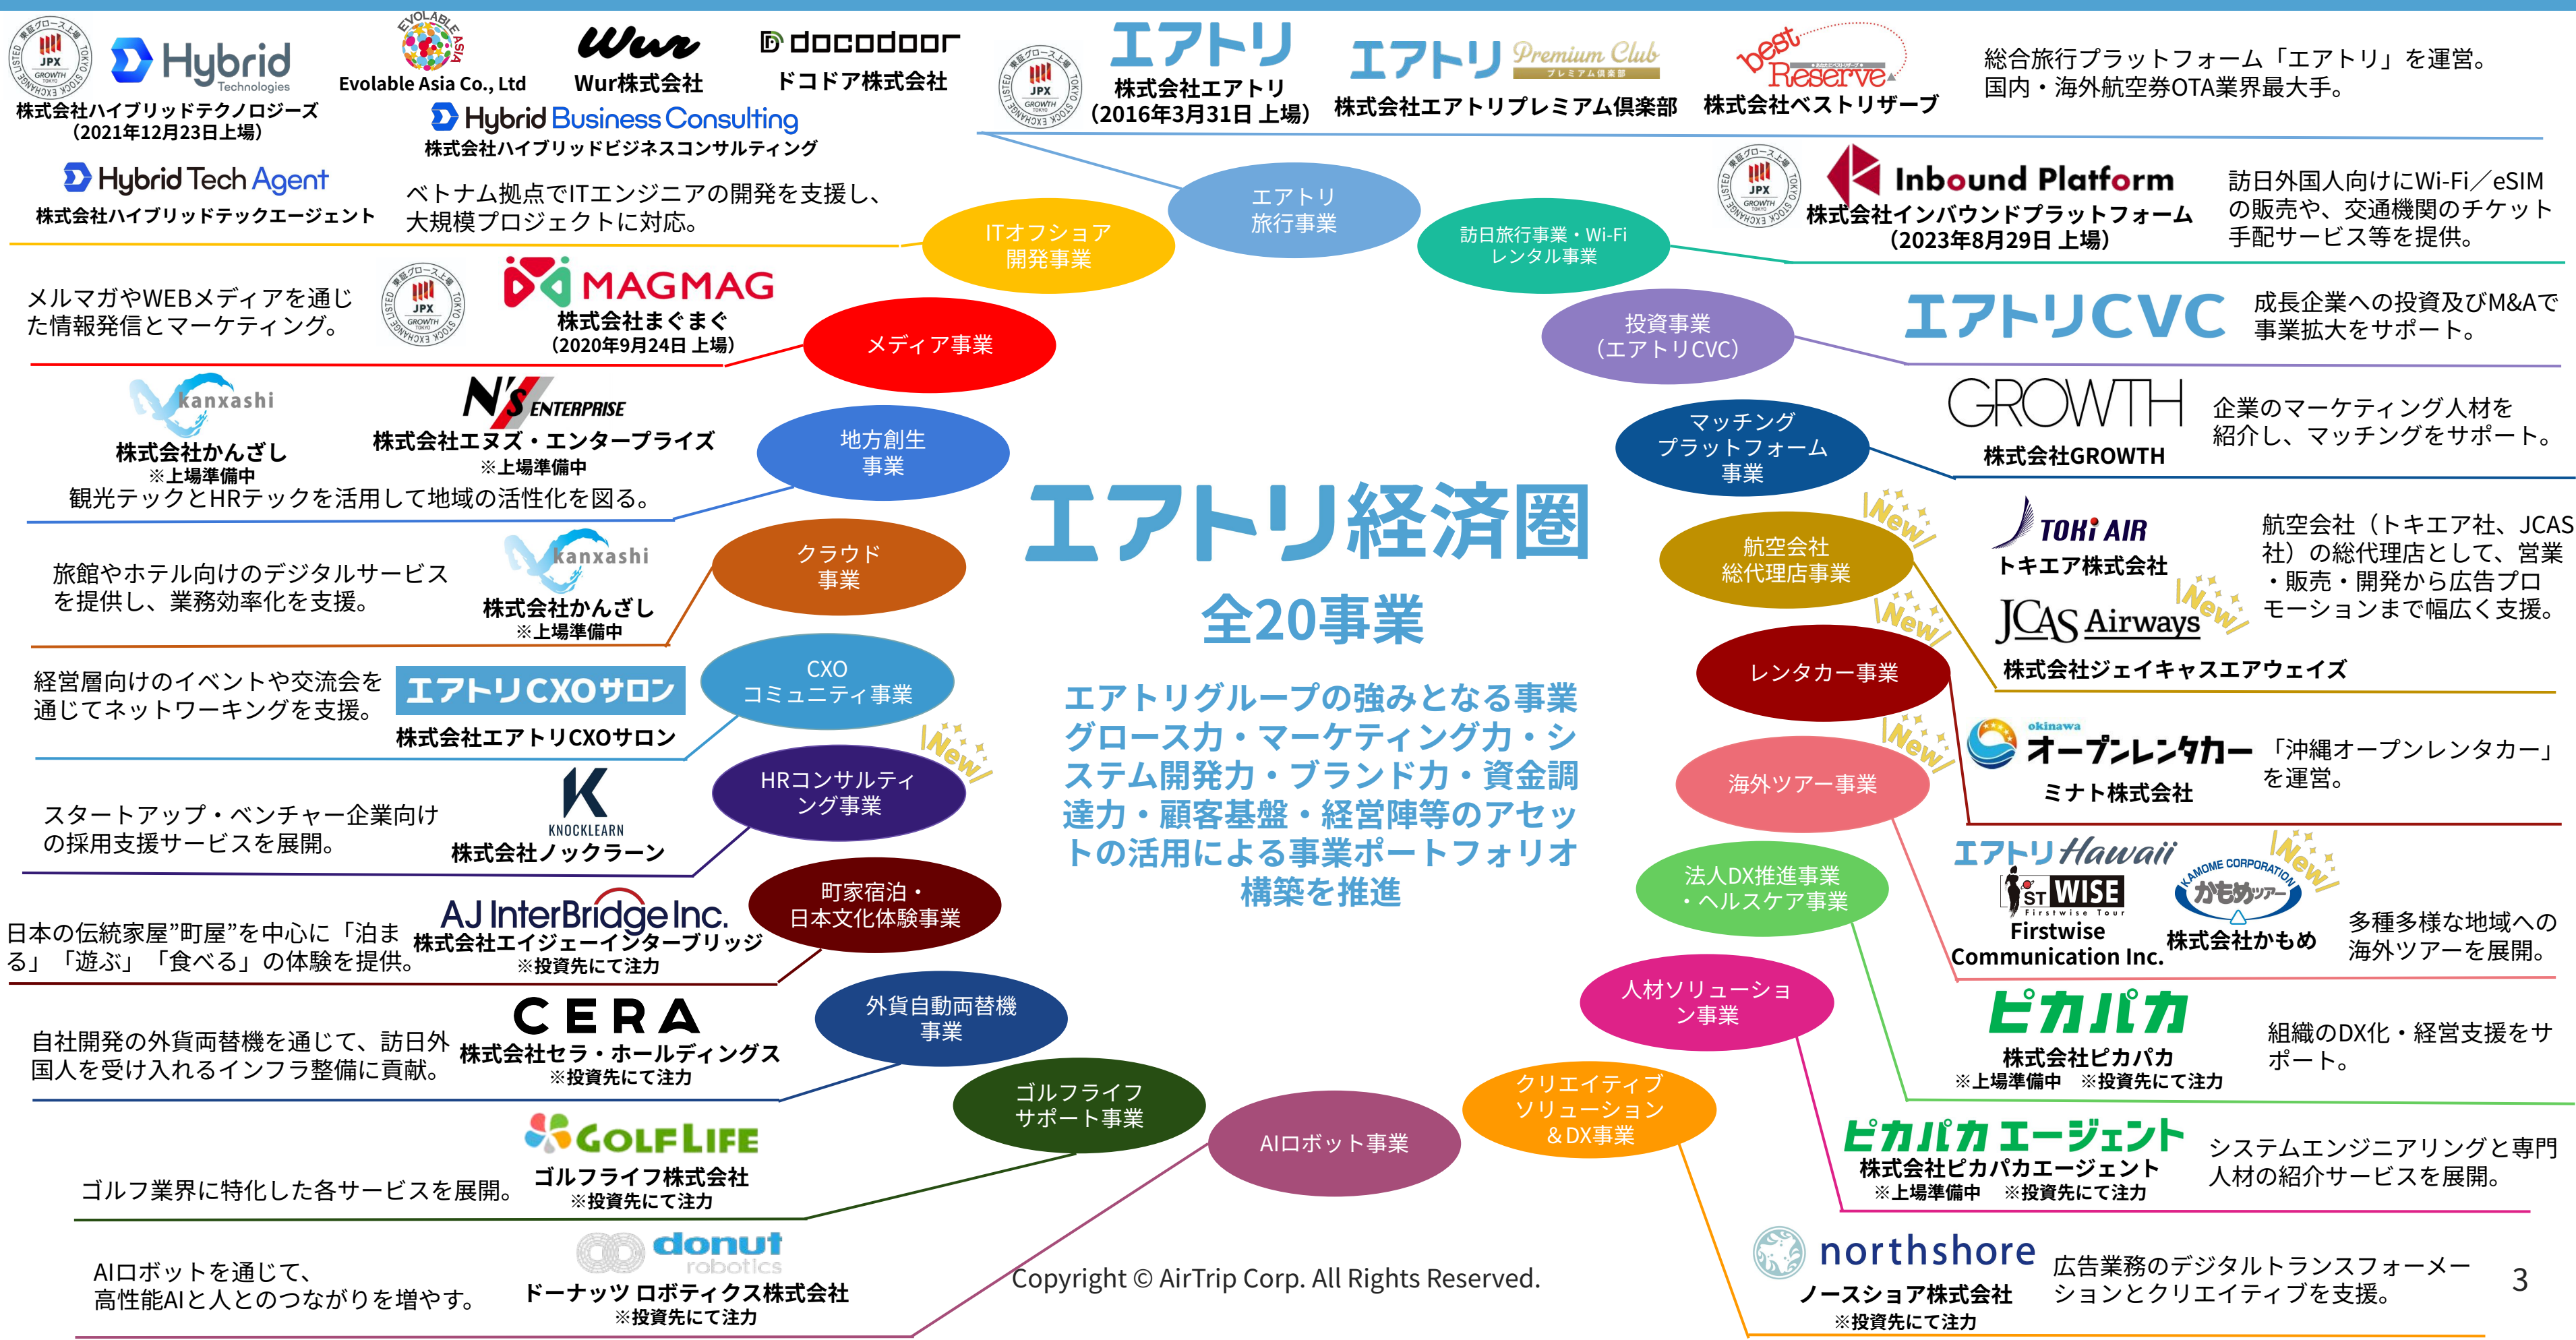 Hybrid
Technologies
株式会社ハイブリッドテクノロジーズ
（2021年12月23日上場）
EVOLABLE ASIA
Evolable Asia Co., Ltd
Wur
Wur株式会社
docodoor
ドコドア株式会社
Hybrid Business Consulting
株式会社ハイブリッドビジネスコンサルティング
Hybrid Tech Agent
株式会社ハイブリッドテックエージェント
ベトナム拠点でITエンジニアの開発を支援し、
大規模プロジェクトに対応。
東証グロース上場
JPX
GROWTH
TOKYO
TOKYO STOCK EXCHANGE LISTED
エアトリ
株式会社エアトリ
（2016年3月31日 上場）
エアトリ Premium Club
プレミアム倶楽部
株式会社エアトリプレミアム倶楽部
best Reserve
株式会社ベストリザーブ
総合旅行プラットフォーム「エアトリ」を運営。
国内・海外航空券OTA業界最大手。
Inbound Platform
株式会社インバウンドプラットフォーム
（2023年8月29日 上場）
訪日外国人向けにWi-Fi／eSIM
の販売や、交通機関のチケット
手配サービス等を提供。
エアトリ
旅行事業
ITオフショア
開発事業
訪日旅行事業・Wi-Fi
レンタル事業
メルマガやWEBメディアを通じ
た情報発信とマーケティング。
MAGMAG
株式会社まぐまぐ
（2020年9月24日 上場）
メディア事業
投資事業
（エアトリCVC）
エアトリCVC
成長企業への投資及びM&Aで
事業拡大をサポート。
kanxashi
株式会社かんざし
※上場準備中
N's ENTERPRISE
株式会社エヌズ・エンタープライズ
※上場準備中
観光テックとHRテックを活用して地域の活性化を図る。
地方創生
事業
マッチング
プラットフォーム
事業
GROWTH
株式会社GROWTH
企業のマーケティング人材を
紹介し、マッチングをサポート。
エアトリ経済圏
全20事業
エアトリグループの強みとなる事業
グロース力・マーケティング力・シ
ステム開発力・ブランド力・資金調
達力・顧客基盤・経営陣等のアセッ
トの活用による事業ポートフォリオ
構築を推進
旅館やホテル向けのデジタルサービス
を提供し、業務効率化を支援。
kanxashi
株式会社かんざし
※上場準備中
クラウド
事業
航空会社
総代理店事業
New
TOKi AIR
トキエア株式会社
JCAS Airways
New
株式会社ジェイキャスエアウェイズ
航空会社（トキエア社、JCAS
社）の総代理店として、営業
・販売・開発から広告プロ
モーションまで幅広く支援。
経営層向けのイベントや交流会を
通じてネットワーキングを支援。
エアトリCXOサロン
株式会社エアトリCXOサロン
CXO
コミュニティ事業
レンタカー事業
New
okinawa
オープンレンタカー
ミナト株式会社
「沖縄オープンレンタカー」
を運営。
スタートアップ・ベンチャー企業向け
の採用支援サービスを展開。
KNOCKLEARN
株式会社ノックラーン
HRコンサルティ
ング事業
New
海外ツアー事業
New
エアトリ Hawaii
1ST WISE
Firstwise Tour
Firstwise
Communication Inc.
KAMOME CORPORATION
かもめツアー
New
株式会社かもめ
多種多様な地域への
海外ツアーを展開。
日本の伝統家屋”町屋”を中心に「泊ま
る」「遊ぶ」「食べる」の体験を提供。
AJ InterBridge Inc.
株式会社エイジェーインターブリッジ
※投資先にて注力
町家宿泊・
日本文化体験事業
法人DX推進事業
・ヘルスケア事業
ピカパカ
株式会社ピカパカ
※上場準備中 ※投資先にて注力
組織のDX化・経営支援をサ
ポート。
自社開発の外貨両替機を通じて、訪日外
国人を受け入れるインフラ整備に貢献。
CERA
株式会社セラ・ホールディングス
※投資先にて注力
外貨自動両替機
事業
人材ソリューショ
ン事業
ピカパカ エージェント
株式会社ピカパカエージェント
※上場準備中 ※投資先にて注力
システムエンジニアリングと専門
人材の紹介サービスを展開。
ゴルフ業界に特化した各サービスを展開。
GOLFLIFE
ゴルフライフ株式会社
※投資先にて注力
ゴルフライフ
サポート事業
クリエイティブ
ソリューション
＆DX事業
northshore
ノースショア株式会社
※投資先にて注力
広告業務のデジタルトランスフォーメー
ションとクリエイティブを支援。
AIロボットを通じて、
高性能AIと人とのつながりを増やす。
donut
robotics
ドーナッツ ロボティクス株式会社
※投資先にて注力
AIロボット事業
Copyright © AirTrip Corp. All Rights Reserved.
3